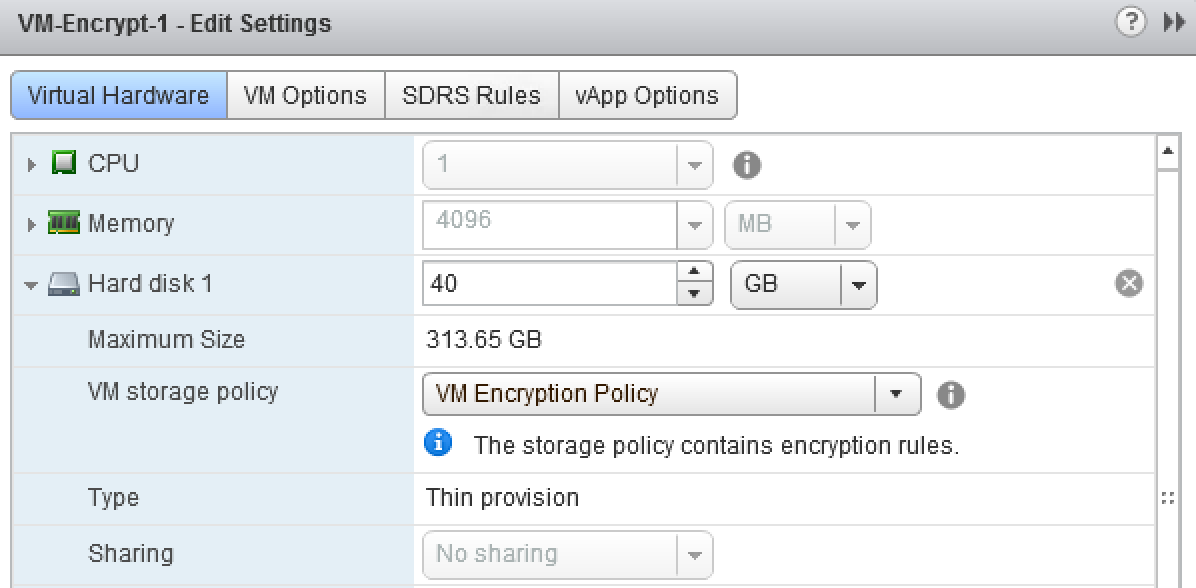 VM-Encrypt-1 - Edit Settings
Virtual Hardware VM Options SDRS Rules vApp Options
CPU 1
Memory 4096 MB
Hard disk 1 40 GB
Maximum Size 313.65 GB
VM storage policy VM Encryption Policy
The storage policy contains encryption rules.
Type Thin provision
Sharing No sharing